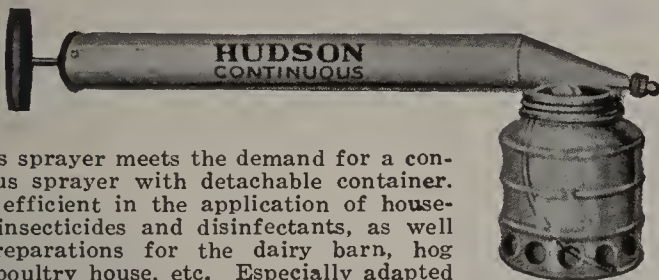 HUDSON
CONTINUOUS
s sprayer meets the demand for a con-
us sprayer with detachable container.
efficient in the application of house-
insecticides and disinfectants, as well
reparations for the dairy barn, hog
poultry house, etc. Especially adapted